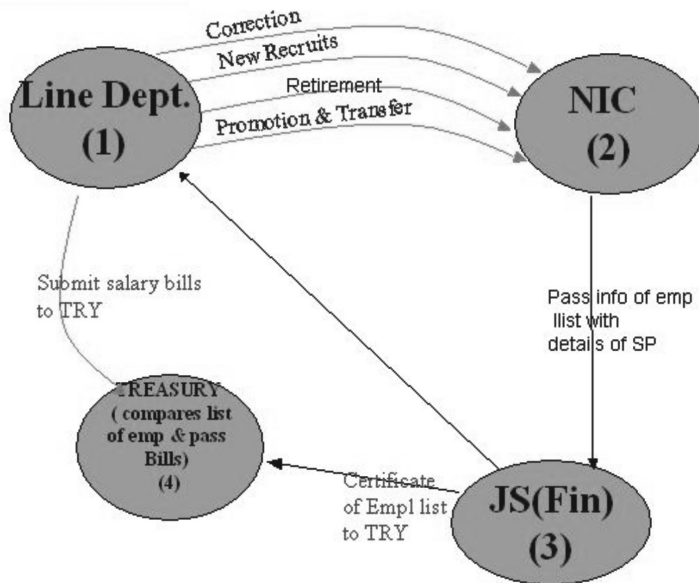 Correction
New Recruits
Retirement
Promotion & Transfer
Line Dept.
(1)
NIC
(2)
Submit salary bills
to TRY
Pass info of emp
llist with
details of SP
TREASURY
( compares list
of emp & pass
Bills)
(4)
Certificate
of Empl list
to TRY
JS(Fin)
(3)